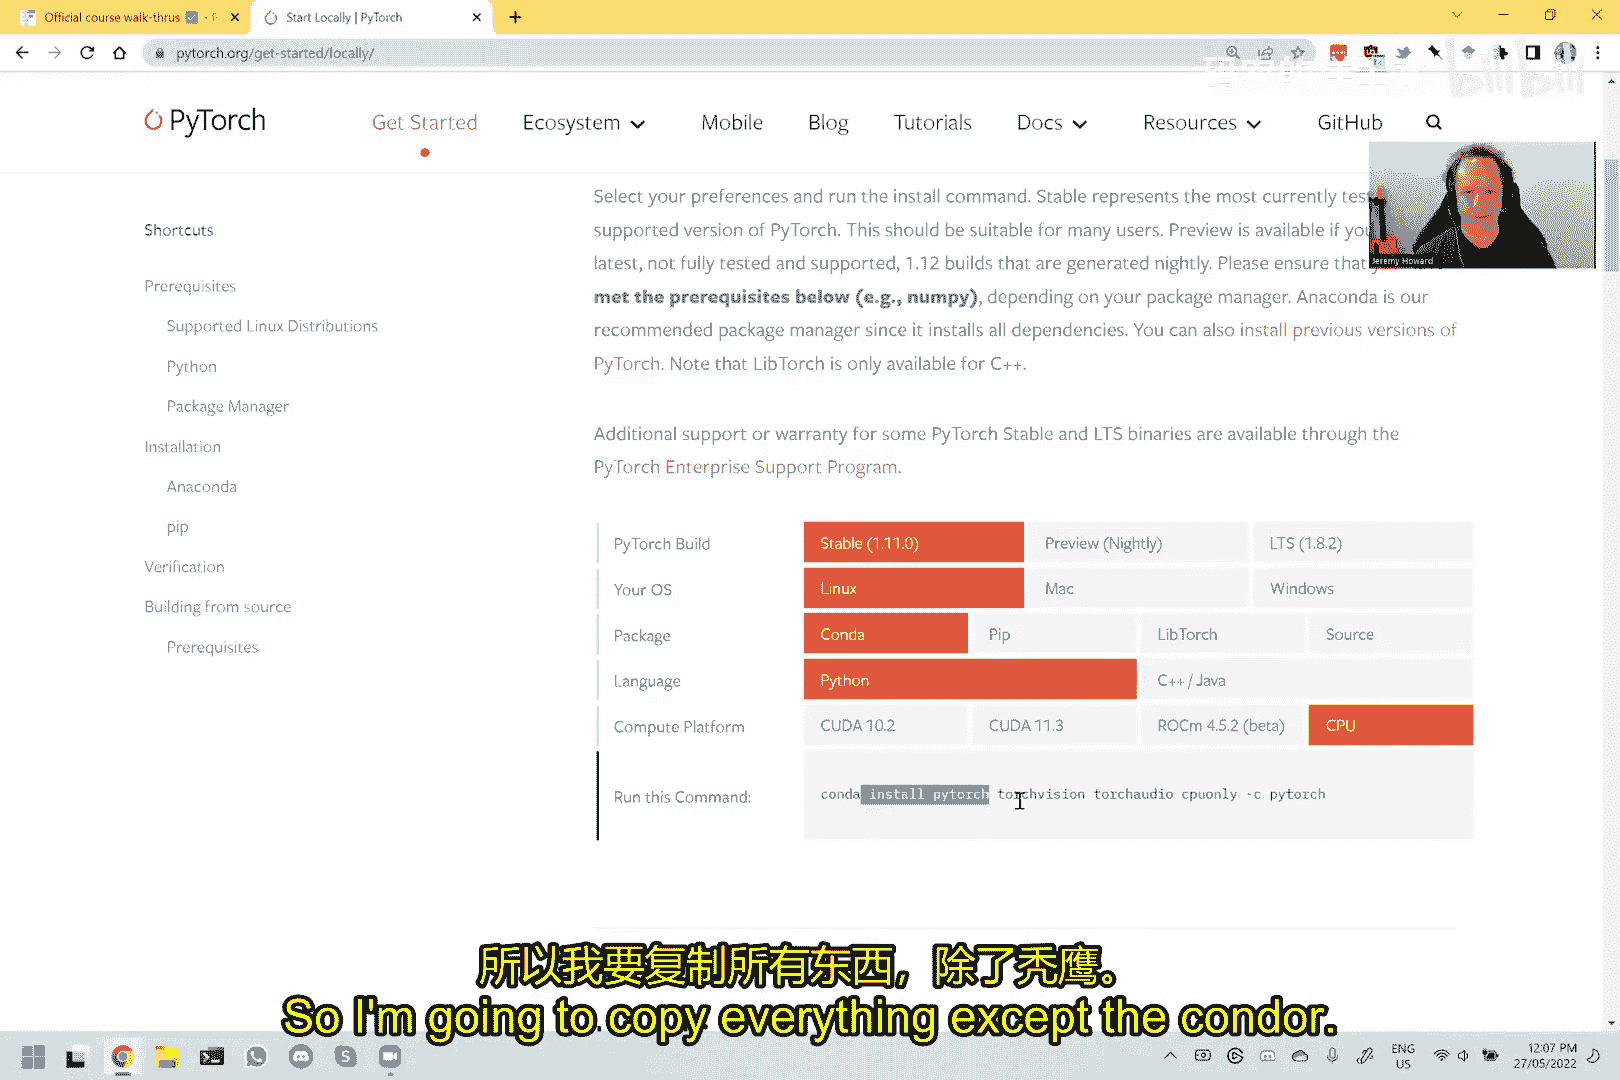 Official course walk-thrus ✅ · f
Start Locally | PyTorch
pytorch.org/get-started/locally/
PyTorch
Get Started
Ecosystem
Mobile
Blog
Tutorials
Docs
Resources
GitHub
Shortcuts
Prerequisites
Supported Linux Distributions
Python
Package Manager
Installation
Anaconda
pip
Verification
Building from source
Prerequisites
Select your preferences and run the install command. Stable represents the most currently tes
supported version of PyTorch. This should be suitable for many users. Preview is available if you
latest, not fully tested and supported, 1.12 builds that are generated nightly. Please ensure that
met the prerequisites below (e.g., numpy), depending on your package manager. Anaconda is our
recommended package manager since it installs all dependencies. You can also install previous versions of
PyTorch. Note that LibTorch is only available for C++.
Additional support or warranty for some PyTorch Stable and LTS binaries are available through the
PyTorch Enterprise Support Program.
Jeremy Howard
PyTorch Build
Stable (1.11.0)
Preview (Nightly)
LTS (1.8.2)
Your OS
Linux
Mac
Windows
Package
Conda
Pip
LibTorch
Source
Language
Python
C++ / Java
Compute Platform
CUDA 10.2
CUDA 11.3
ROCm 4.5.2 (beta)
CPU
Run this Command:
conda install pytorch torchvision torchaudio cpuonly -c pytorch
所以我要复制所有东西，除了秃鹰。
So I'm going to copy everything except the condor.
ENG
US
12:07 PM
27/05/2022